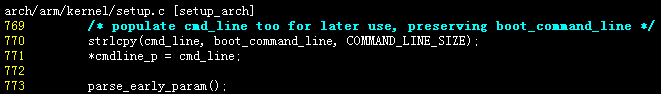 arch/arm/kernel/setup.c [setup_arch]
769 /* populate cmd_line too for later use, preserving boot_command_line */
770 strlcpy(cmd_line, boot_command_line, COMMAND_LINE_SIZE);
771 *cmdline_p = cmd_line;
772
773 parse_early_param();